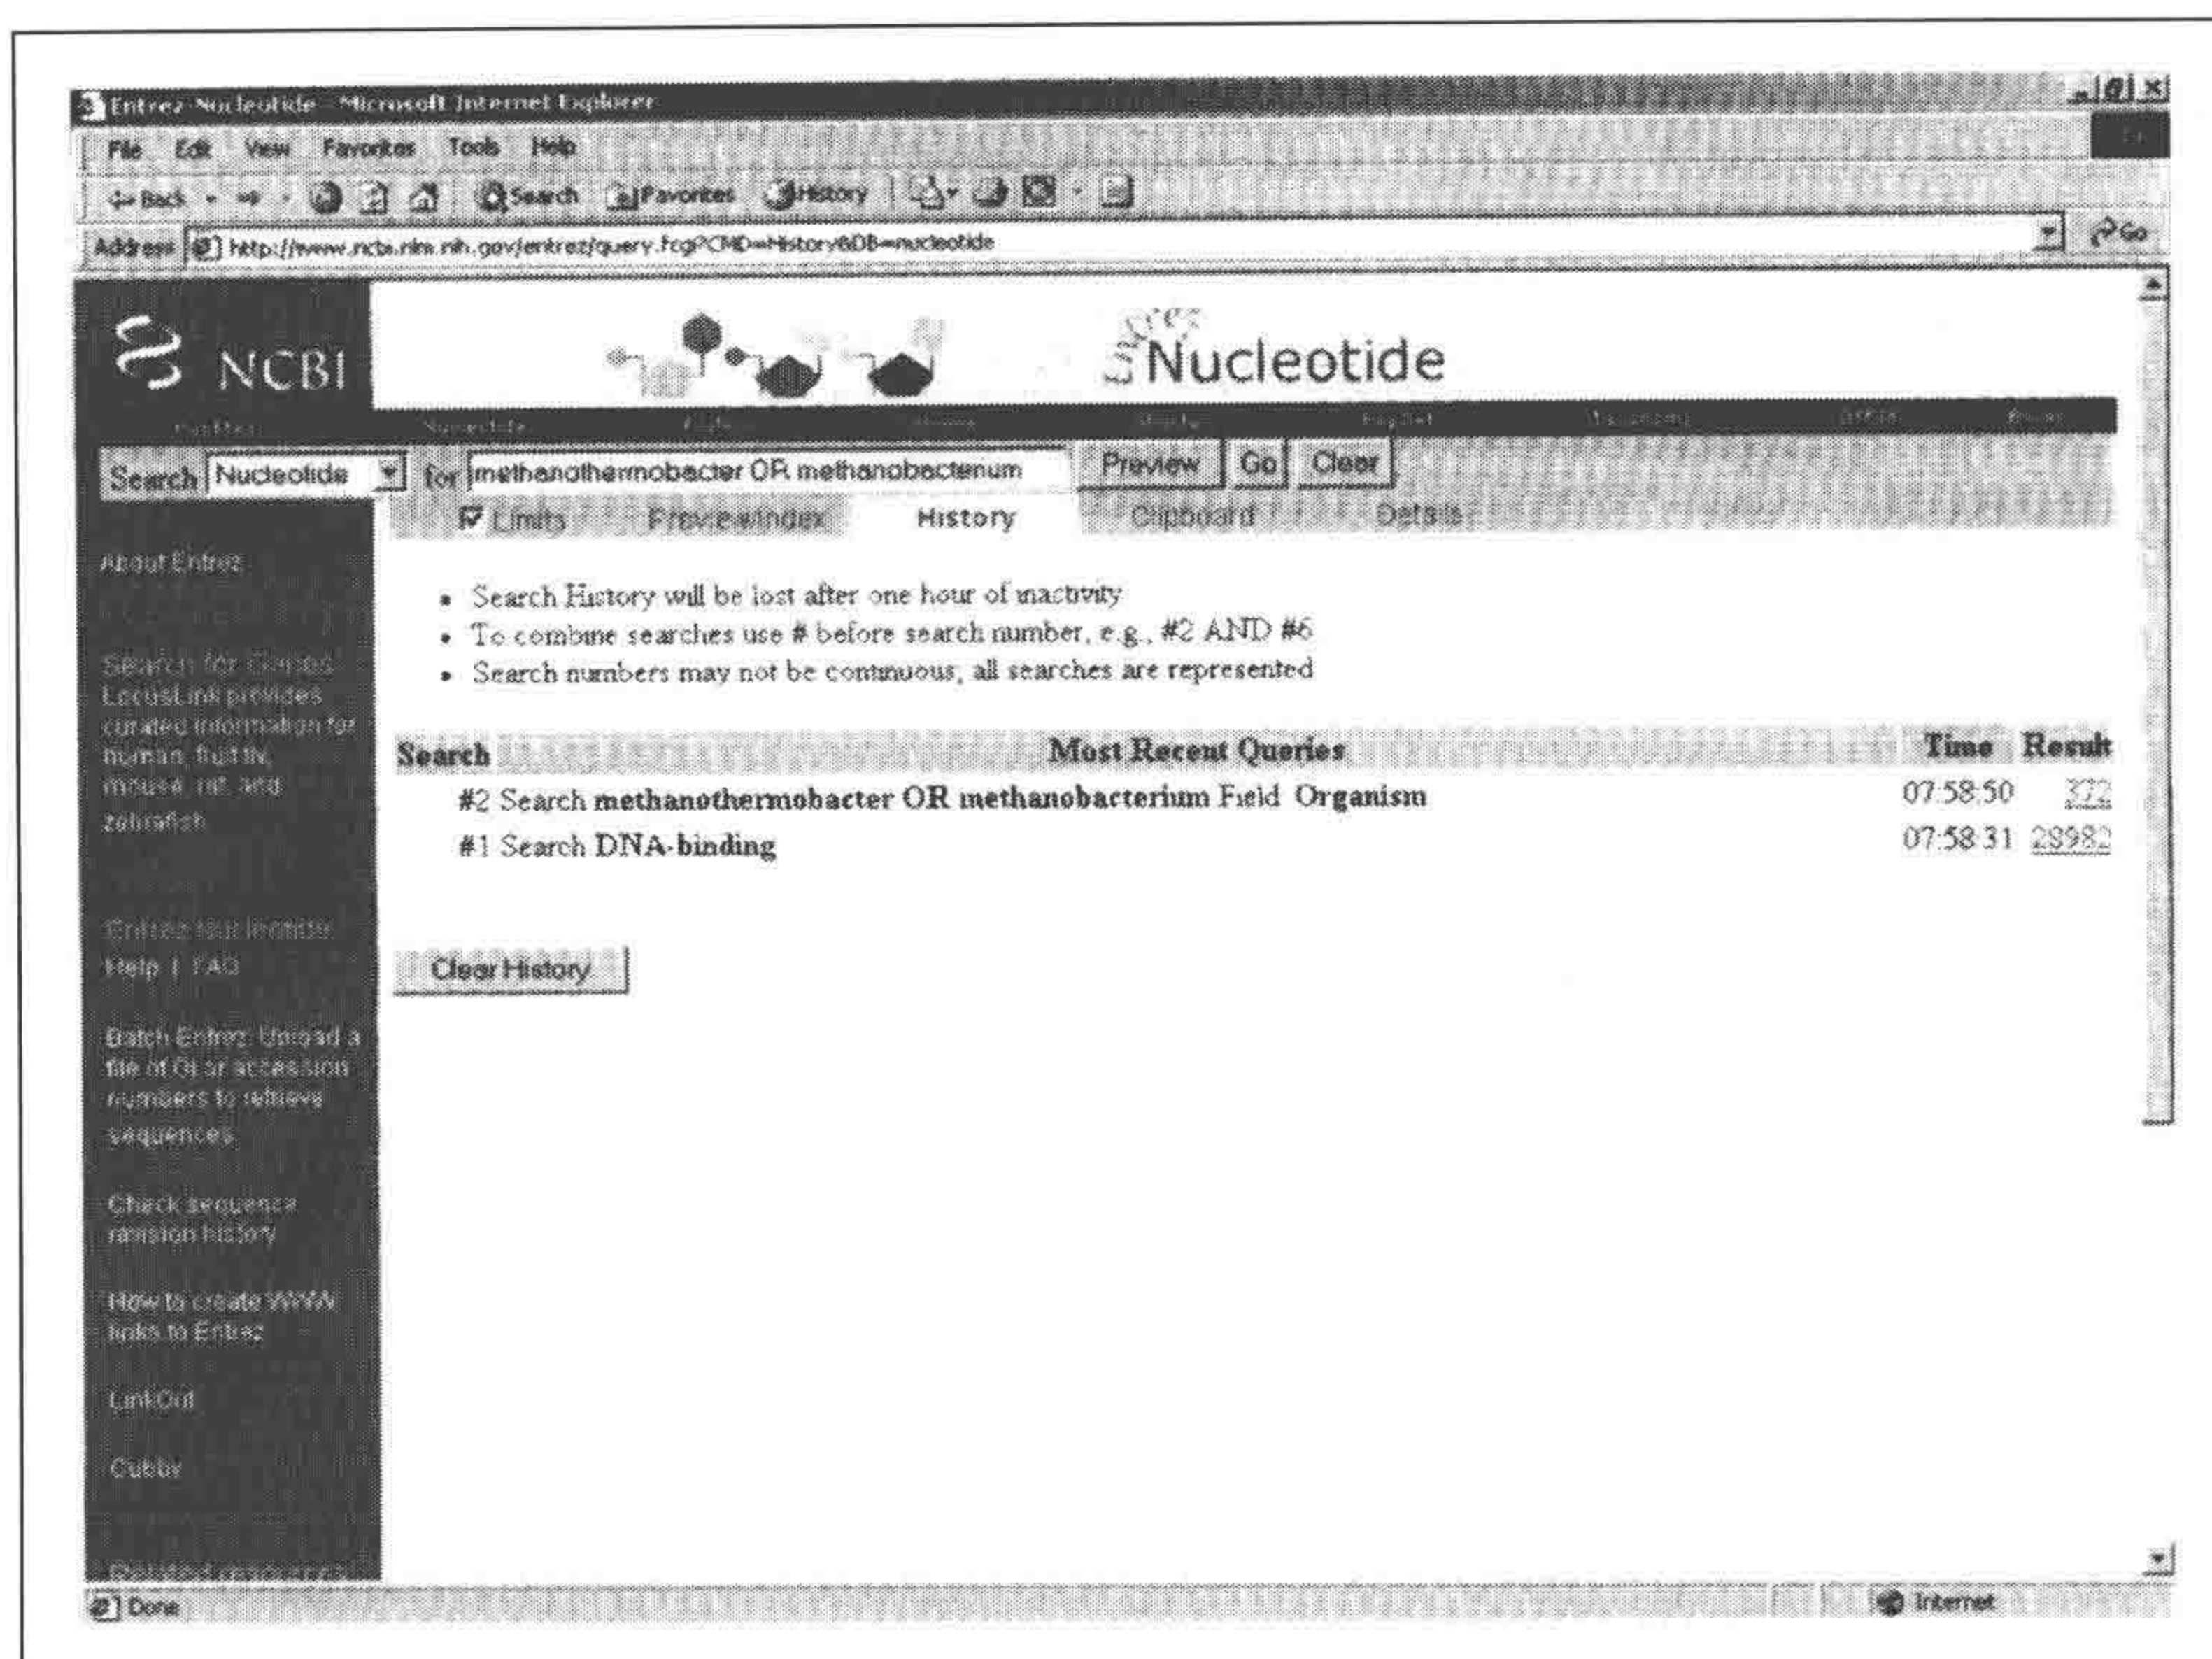 Entrez-Nucleotide - Microsoft Internet Explorer
File Edit View Favorites Tools Help
Back Search Favorites History
Address http://www.ncbi.nlm.nih.gov/entrez/query.fcgi?CMD=History&DB=nucleotide Go
NCBI Nucleotide
Search Nucleotide for methanothermobacter OR methanobacterium Preview Go Clear
Limits Preview/Index History Clipboard Details
About Entrez
• Search History will be lost after one hour of inactivity
• To combine searches use # before search number, e.g., #2 AND #6
• Search numbers may not be continuous, all searches are represented
Search Most Recent Queries Time Result
#2 Search methanothermobacter OR methanobacterium Field Organism 07:58:50 372
#1 Search DNA-binding 07:58:31 28982
Clear History
Search for
LocusLink provides
curated information for
human, fruit fly,
mouse, rat, and
zebrafish
Help | FAQ
Batch Entrez: Upload a
file of GI or accession
numbers to retrieve
sequences
Check sequence
revision history
How to create WWW
links to Entrez
LinkOut
Cubby
Done Internet